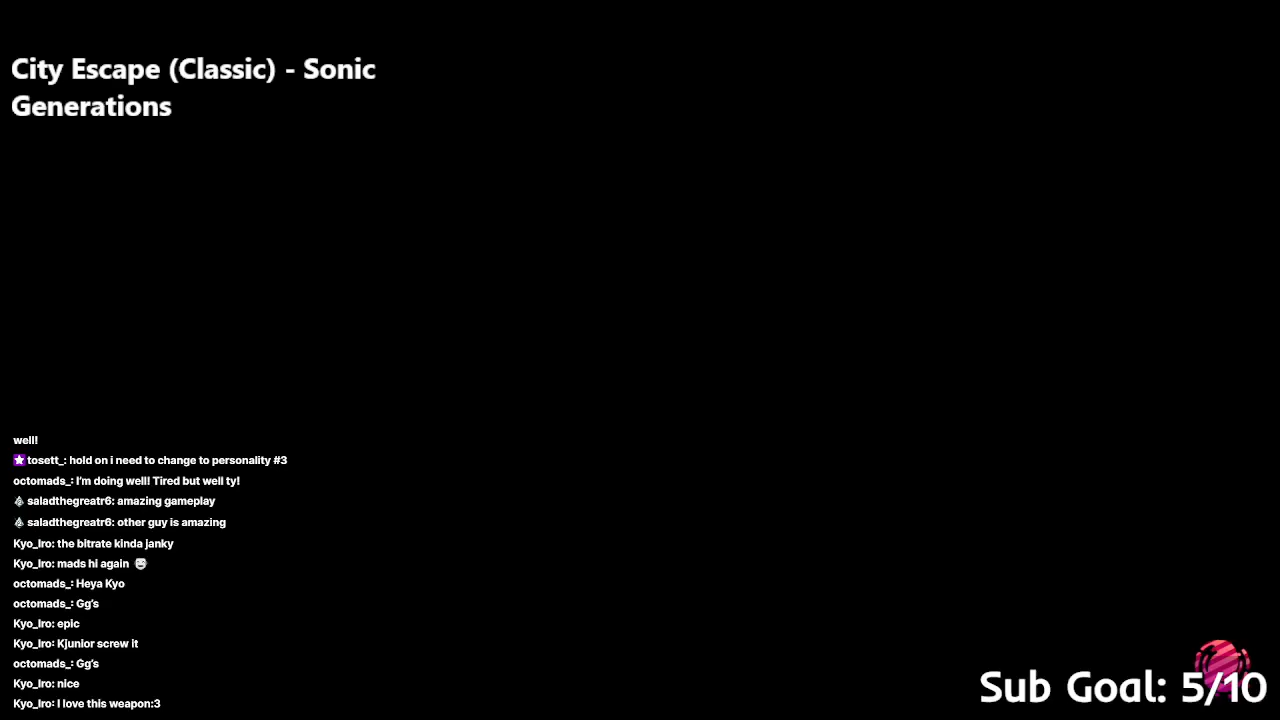 City Escape (Classic) - Sonic
Generations
well!
tosett_: hold on i need to change to personality #3
octomads_: I'm doing well! Tired but well ty!
saladthegreatr6: amazing gameplay
saladthegreatr6: other guy is amazing
Kyo_Iro: the bitrate kinda janky
Kyo_Iro: mads hi again
octomads_: Heya Kyo
octomads_: Gg's
Kyo_Iro: epic
Kyo_Iro: Kjunior screw it
octomads_: Gg's
Kyo_Iro: nice
Kyo_Iro: I love this weapon:3
Sub Goal: 5/10